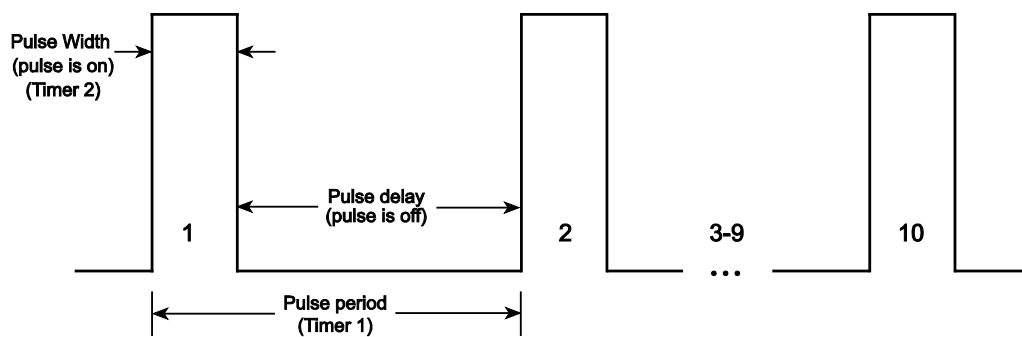 Pulse Width
(pulse is on)
(Timer 2)
Pulse delay
(pulse is off)
1
2
3-9
...
10
Pulse period
(Timer 1)